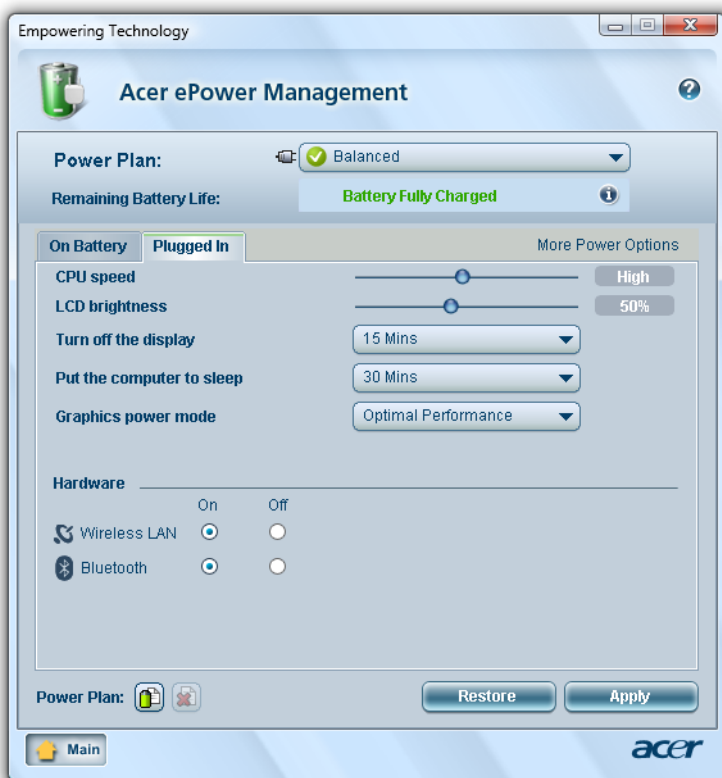 Empowering Technology
Acer ePower Management
Power Plan: Balanced
Remaining Battery Life: Battery Fully Charged
On Battery Plugged In More Power Options
CPU speed High
LCD brightness 50%
Turn off the display 15 Mins
Put the computer to sleep 30 Mins
Graphics power mode Optimal Performance
Hardware
On Off
Wireless LAN
Bluetooth
Power Plan: Restore Apply
Main acer